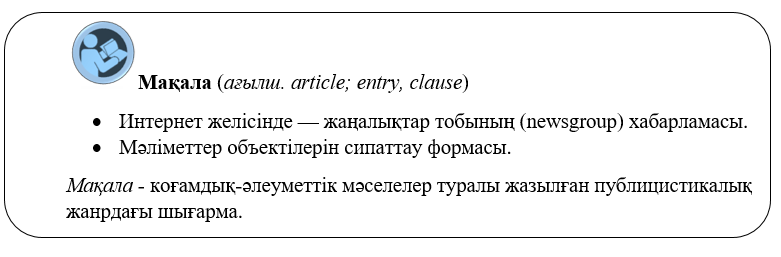 Мақала (ағылш. article; entry, clause)
• Интернет желісінде — жаңалықтар тобының (newsgroup) хабарламасы.
• Мәліметтер объектілерін сипаттау формасы.
Мақала - коғамдық-әлеуметтік мәселелер туралы жазылған публицистикалық
жанрдағы шығарма.